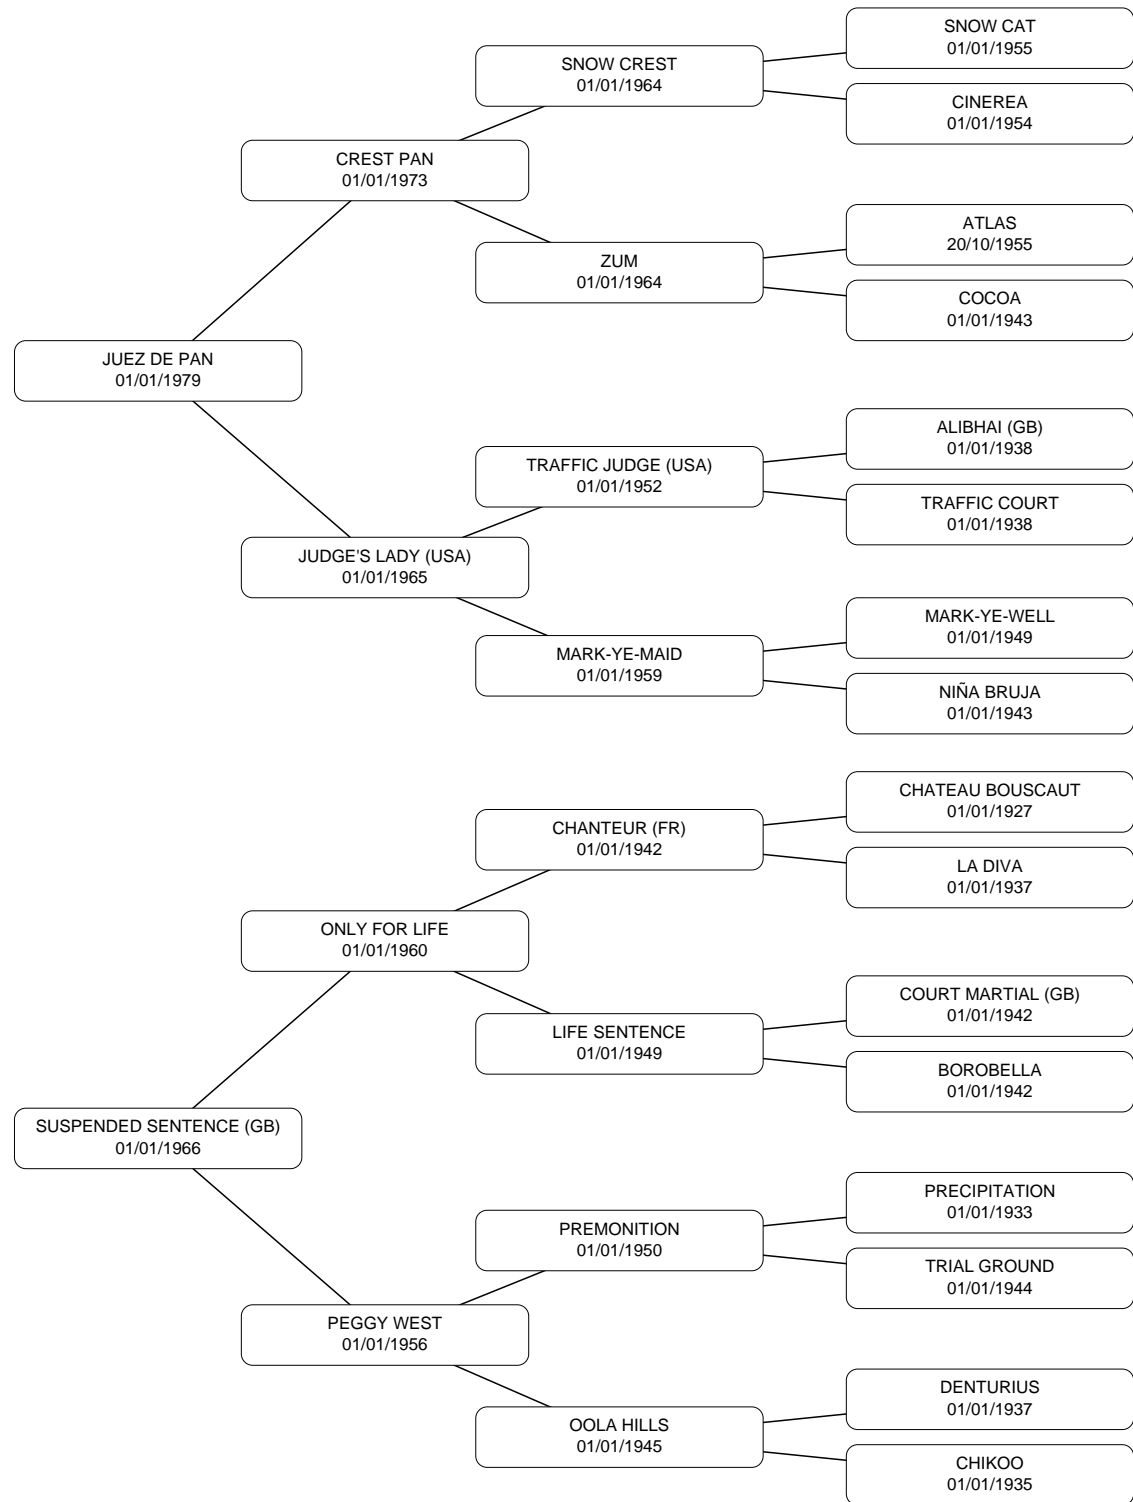 SNOW CAT
01/01/1955
SNOW CREST
01/01/1964
CINEREA
01/01/1954
CREST PAN
01/01/1973
ATLAS
20/10/1955
ZUM
01/01/1964
COCOA
01/01/1943
JUEZ DE PAN
01/01/1979
ALIBHAI (GB)
01/01/1938
TRAFFIC JUDGE (USA)
01/01/1952
TRAFFIC COURT
01/01/1938
JUDGE'S LADY (USA)
01/01/1965
MARK-YE-WELL
01/01/1949
MARK-YE-MAID
01/01/1959
NIÑA BRUJA
01/01/1943
CHATEAU BOUSCAUT
01/01/1927
CHANTEUR (FR)
01/01/1942
LA DIVA
01/01/1937
ONLY FOR LIFE
01/01/1960
COURT MARTIAL (GB)
01/01/1942
LIFE SENTENCE
01/01/1949
BOROBELLA
01/01/1942
SUSPENDED SENTENCE (GB)
01/01/1966
PRECIPITATION
01/01/1933
PREMONITION
01/01/1950
TRIAL GROUND
01/01/1944
PEGGY WEST
01/01/1956
DENTURIUS
01/01/1937
OOLA HILLS
01/01/1945
CHIKOO
01/01/1935